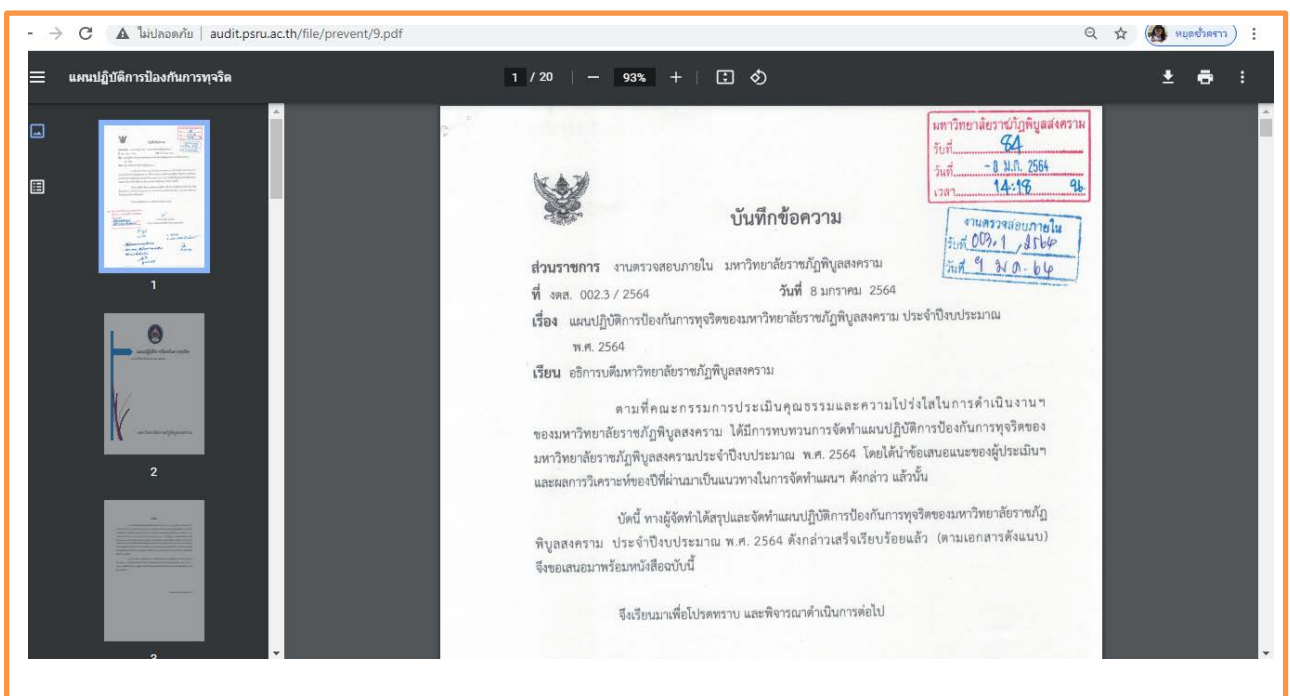 ไม่ปลอดภัย | audit.psru.ac.th/file/prevent/9.pdf
หยุดชั่วคราว
แผนปฏิบัติการป้องกันการทุจริต
1 / 20
93%
1
2
3
มหาวิทยาลัยราชภัฏพิบูลสงคราม
รับที่ 84
วันที่ - 8 ม.ค. 2564
เวลา 14:18 น.
งานตรวจสอบภายใน
รับที่ 003.1 / 2564
วันที่ 9 ม.ค. 64
บันทึกข้อความ
ส่วนราชการ งานตรวจสอบภายใน มหาวิทยาลัยราชภัฏพิบูลสงคราม
ที่ งตส. 002.3 / 2564 วันที่ 8 มกราคม 2564
เรื่อง แผนปฏิบัติการป้องกันการทุจริตของมหาวิทยาลัยราชภัฏพิบูลสงคราม ประจำปีงบประมาณ
พ.ศ. 2564
เรียน อธิการบดีมหาวิทยาลัยราชภัฏพิบูลสงคราม
ตามที่คณะกรรมการประเมินคุณธรรมและความโปร่งใสในการดำเนินงานฯ
ของมหาวิทยาลัยราชภัฏพิบูลสงคราม ได้มีการทบทวนการจัดทำแผนปฏิบัติการป้องกันการทุจริตของ
มหาวิทยาลัยราชภัฏพิบูลสงครามประจำปีงบประมาณ พ.ศ. 2564 โดยได้นำข้อเสนอแนะของผู้ประเมินฯ
และผลการวิเคราะห์ของปีที่ผ่านมาเป็นแนวทางในการจัดทำแผนฯ ดังกล่าว แล้วนั้น
บัดนี้ ทางผู้จัดทำได้สรุปและจัดทำแผนปฏิบัติการป้องกันการทุจริตของมหาวิทยาลัยราชภัฏ
พิบูลสงคราม ประจำปีงบประมาณ พ.ศ. 2564 ดังกล่าวเสร็จเรียบร้อยแล้ว (ตามเอกสารดังแนบ)
จึงขอเสนอมาพร้อมหนังสือฉบับนี้
จึงเรียนมาเพื่อโปรดทราบ และพิจารณาดำเนินการต่อไป